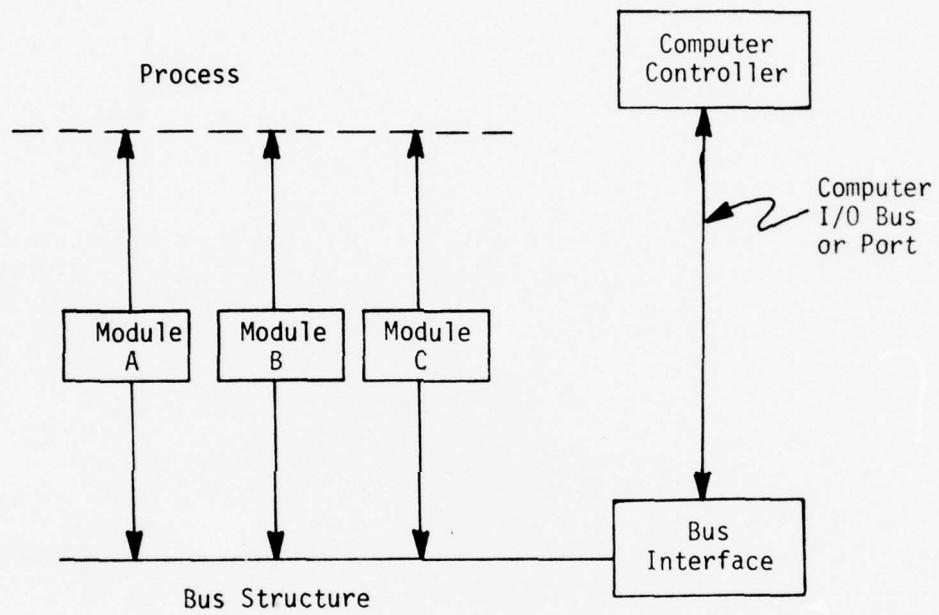 Process
Computer
Controller
Computer
I/O Bus
or Port
Module
A
Module
B
Module
C
Bus
Interface
Bus Structure